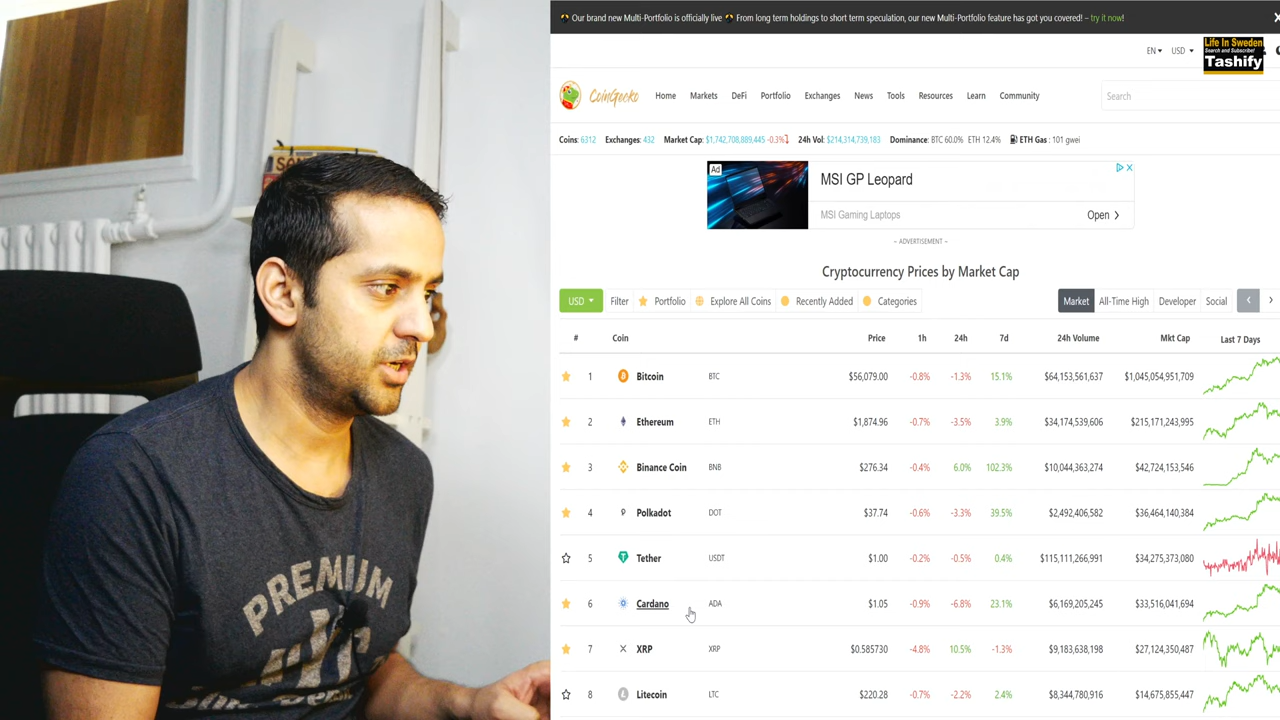 Our brand new Multi-Portfolio is officially live From long term holdings to short term speculation, our new Multi-Portfolio feature has got you covered! – try it now!
EN USD
Life In Sweden
Search and Subscribe!
Tashify
CoinGecko Home Markets DeFi Portfolio Exchanges News Tools Resources Learn Community Search
Coins: 6312 Exchanges: 432 Market Cap: $1,742,708,889,445 -0.3% 24h Vol: $214,314,739,183 Dominance: BTC 60.0% ETH 12.4% ETH Gas : 101 gwei
Ad
MSI GP Leopard
MSI Gaming Laptops Open
– ADVERTISEMENT –
Cryptocurrency Prices by Market Cap
USD Filter Portfolio Explore All Coins Recently Added Categories Market All-Time High Developer Social
# Coin Price 1h 24h 7d 24h Volume Mkt Cap Last 7 Days
1 Bitcoin BTC $56,079.00 -0.8% -1.3% 15.1% $64,153,561,637 $1,045,054,951,709
2 Ethereum ETH $1,874.96 -0.7% -3.5% 3.9% $34,174,539,606 $215,171,243,995
3 Binance Coin BNB $276.34 -0.4% 6.0% 102.3% $10,044,363,274 $42,724,153,546
4 Polkadot DOT $37.74 -0.6% -3.3% 39.5% $2,492,406,582 $36,464,140,384
5 Tether USDT $1.00 -0.2% -0.5% 0.4% $115,111,266,991 $34,275,373,080
6 Cardano ADA $1.05 -0.9% -6.8% 23.1% $6,169,205,245 $33,516,041,694
7 XRP XRP $0.585730 -4.8% 10.5% -1.3% $9,183,638,198 $27,124,350,487
8 Litecoin LTC $220.28 -0.7% -2.2% 2.4% $8,344,780,916 $14,675,855,447
PREMIUM